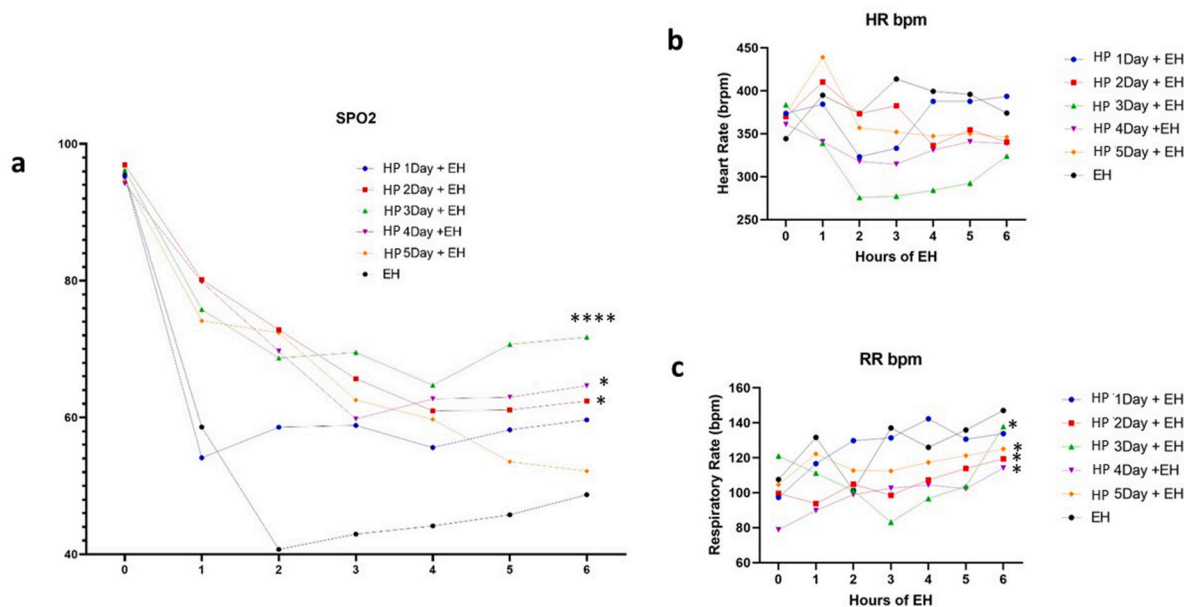 a
SPO2
100
80
60
40
0 1 2 3 4 5 6
HP 1Day + EH
HP 2Day + EH
HP 3Day + EH
HP 4Day +EH
HP 5Day + EH
EH
****
*
*
b
HR bpm
Heart Rate (brpm)
450
400
350
300
250
0 1 2 3 4 5 6
Hours of EH
HP 1Day + EH
HP 2Day + EH
HP 3Day + EH
HP 4Day +EH
HP 5Day + EH
EH
c
RR bpm
Respiratory Rate (bpm)
160
140
120
100
80
60
0 1 2 3 4 5 6
Hours of EH
HP 1Day + EH
HP 2Day + EH
HP 3Day + EH
HP 4Day +EH
HP 5Day + EH
EH
*
*
*
*